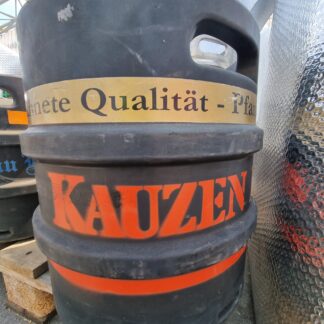 nete Qualität - Pfa
KAUZEN